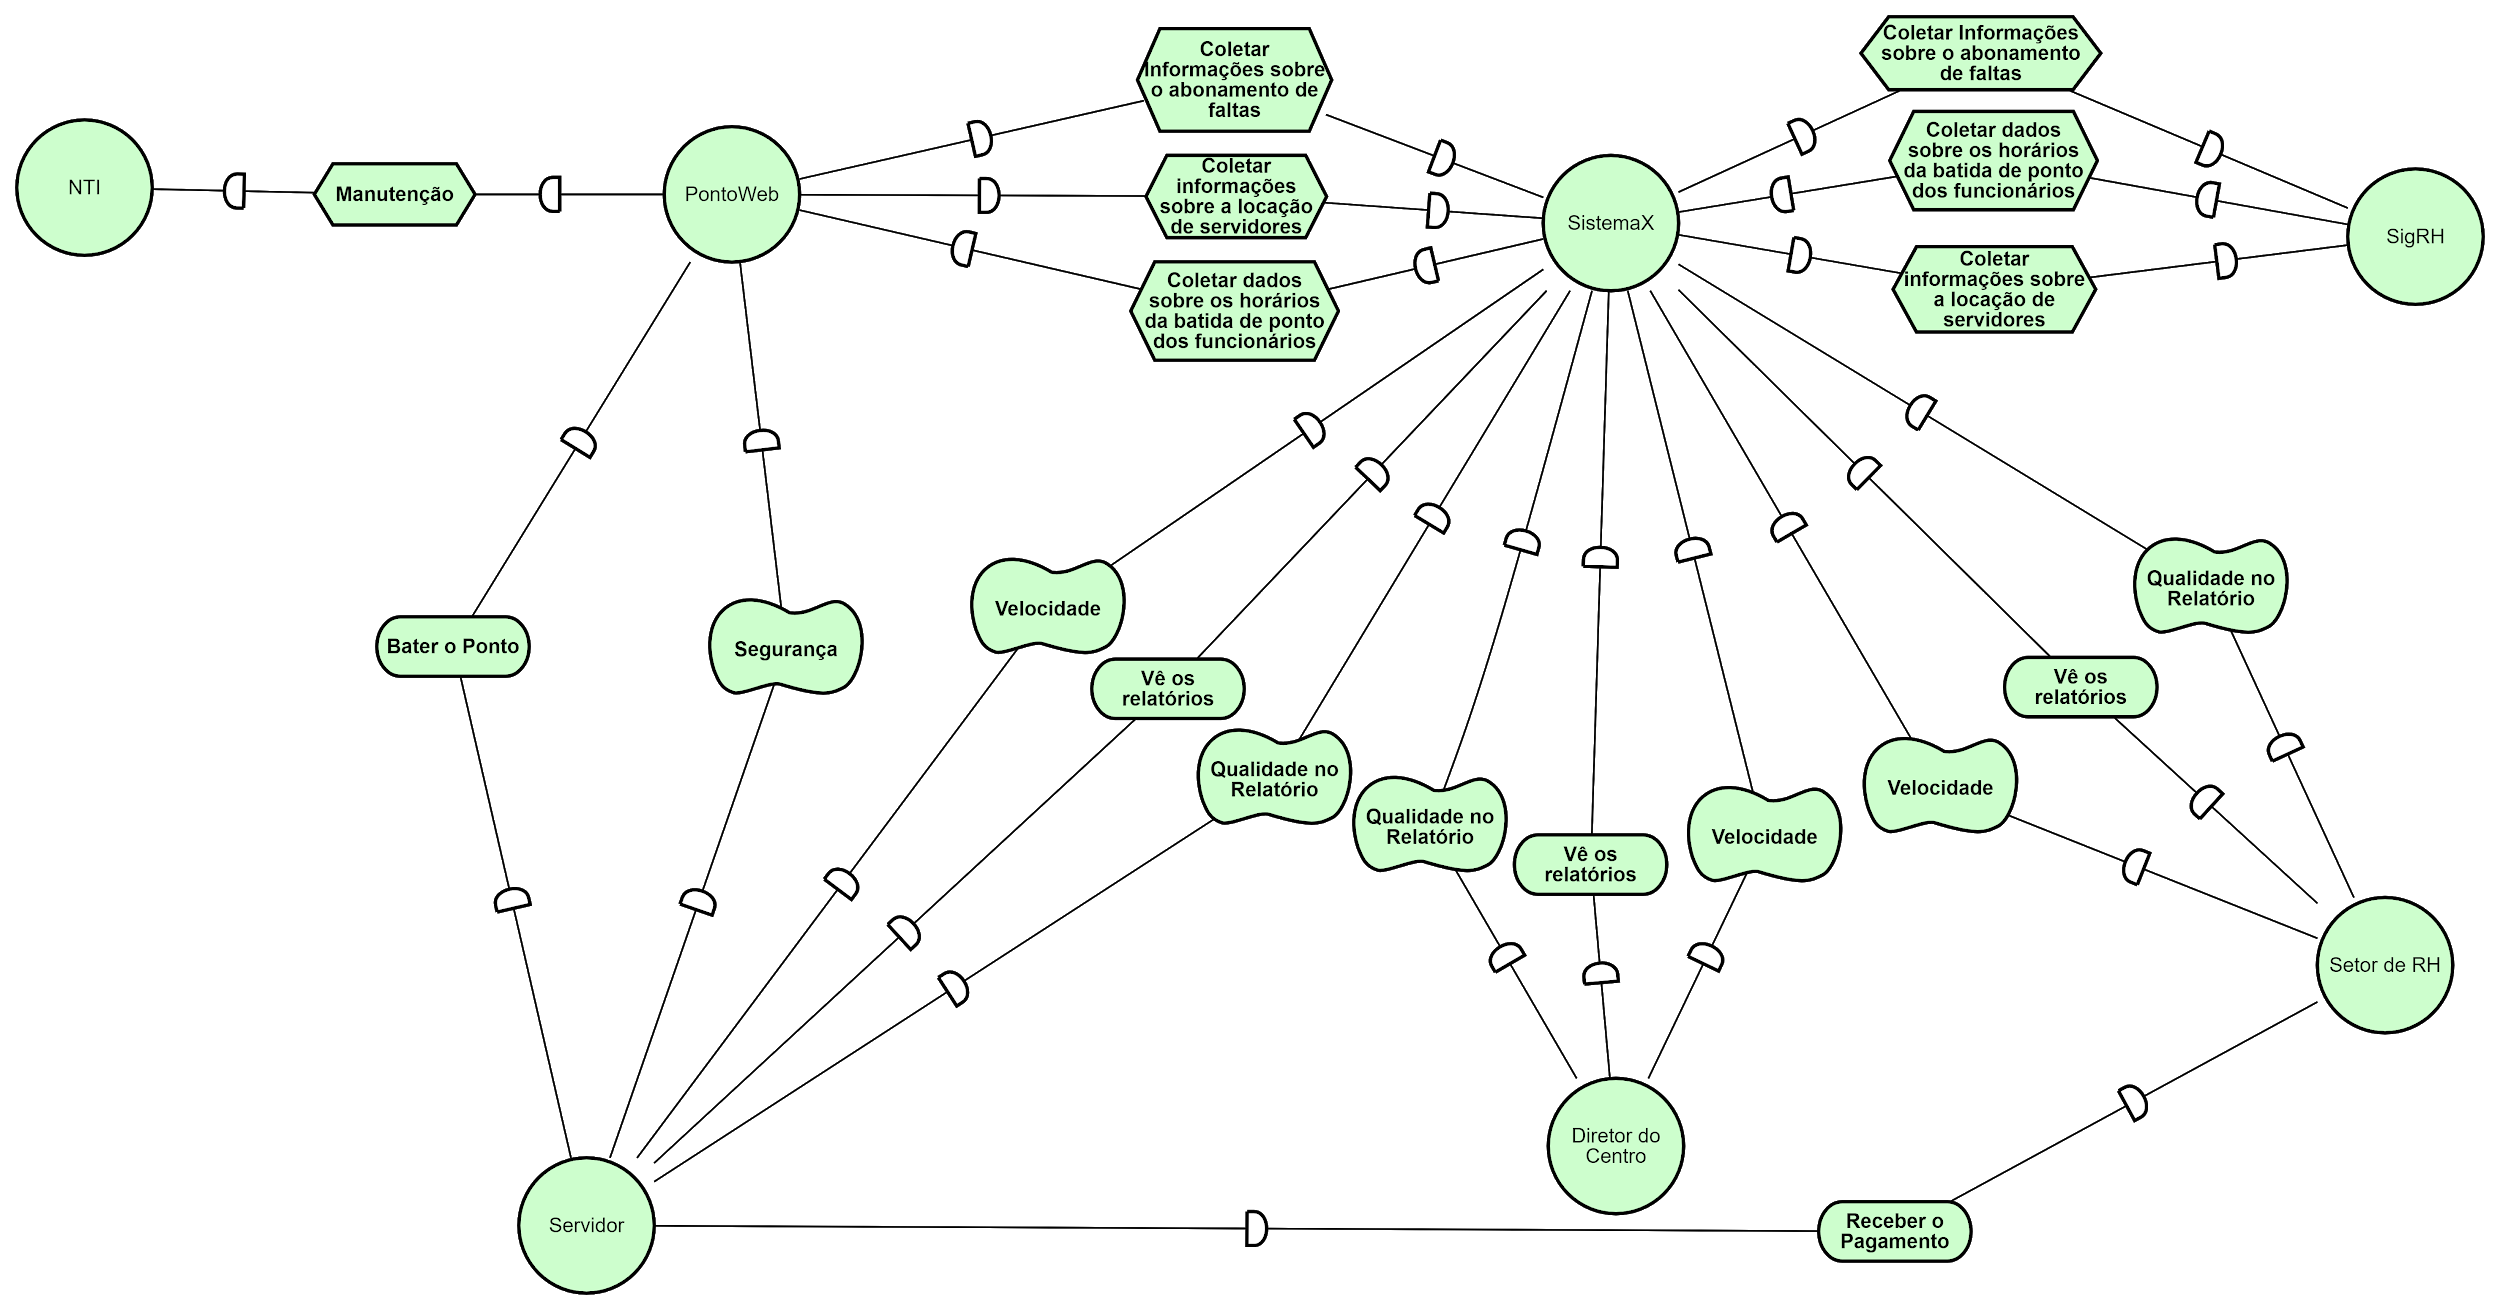 Coletar
Informações sobre
o abonamento de
faltas
Coletar Informações
sobre o abonamento
de faltas
NTI
Manutenção
PontoWeb
Coletar
informações
sobre a locação
de servidores
SistemaX
Coletar dados
sobre os horários
da batida de ponto
dos funcionários
SigRH
Coletar dados
sobre os horários
da batida de ponto
dos funcionários
Coletar
informações sobre
a locação de
servidores
Bater o Ponto
Segurança
Velocidade
Vê os
relatórios
Qualidade no
Relatório
Qualidade no
Relatório
Vê os
relatórios
Velocidade
Velocidade
Vê os
relatórios
Qualidade no
Relatório
Setor de RH
Diretor do
Centro
Servidor
Receber o
Pagamento